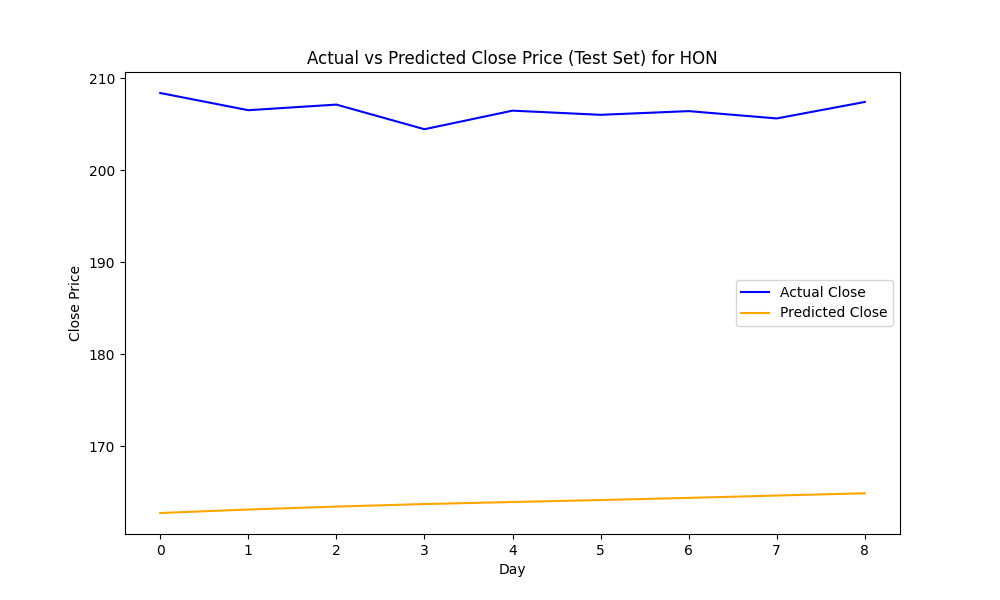 Actual vs Predicted Close Price (Test Set) for HON
210
200
190
180
170
Close Price
Actual Close
Predicted Close
0 1 2 3 4 5 6 7 8
Day